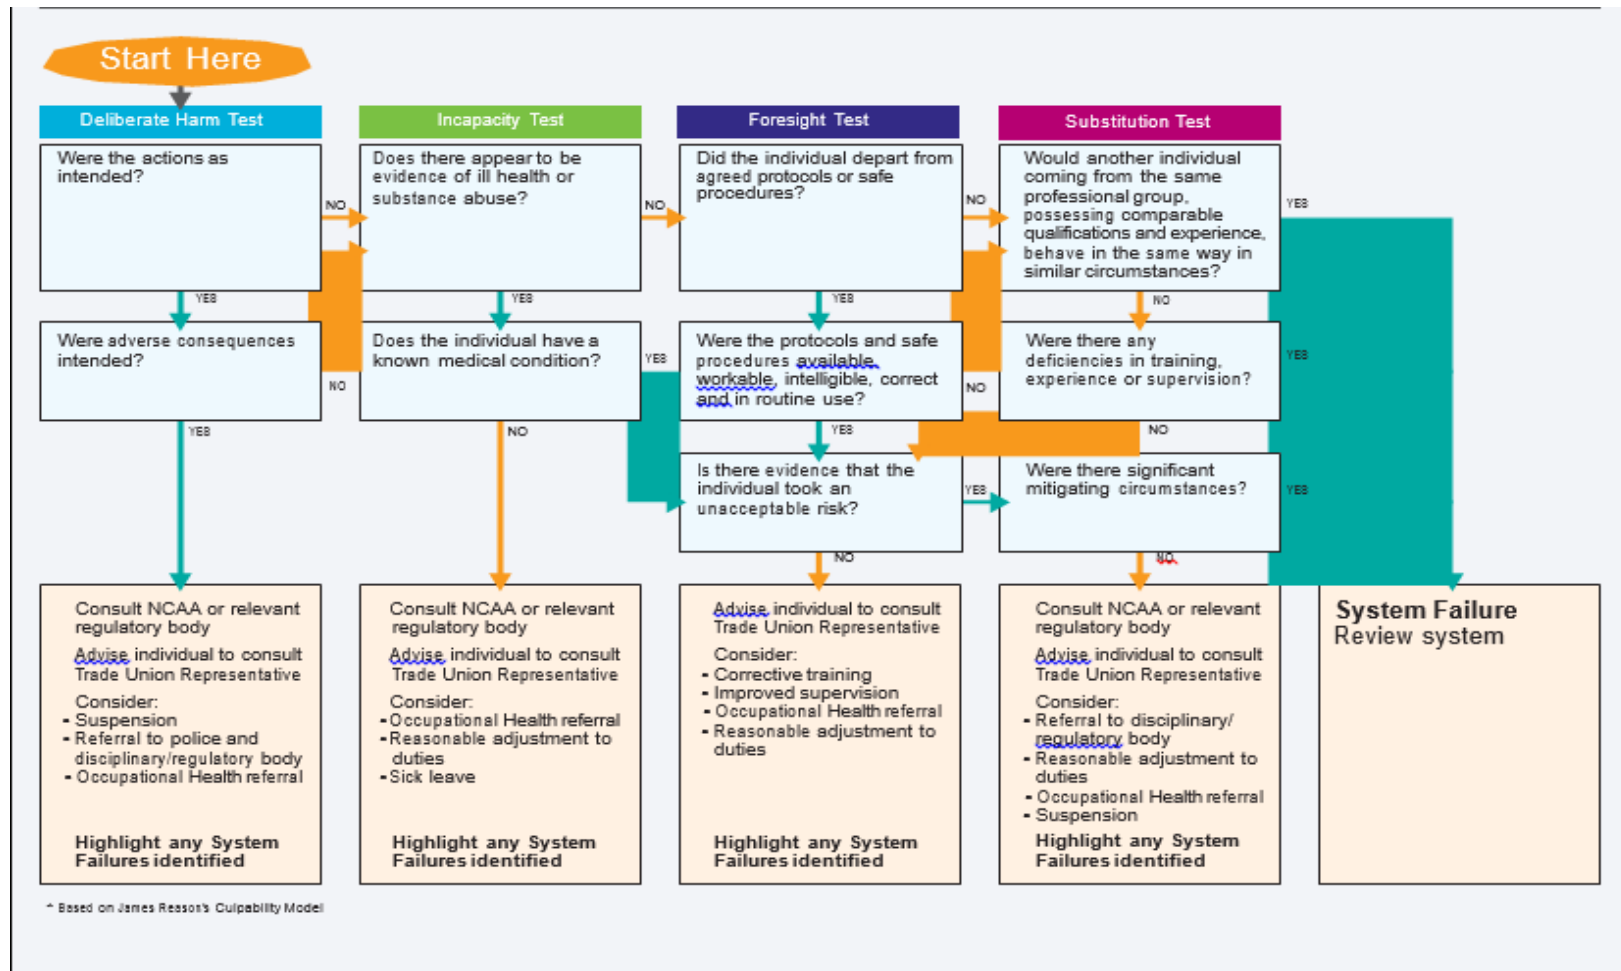 Start Here
Deliberate Harm Test
Were the actions as
intended?
NO
YES
Were adverse consequences
intended?
NO
YES
Consult NCAA or relevant
regulatory body
Advise individual to consult
Trade Union Representative
Consider:
- Suspension
- Referral to police and
disciplinary/regulatory body
- Occupational Health referral
Highlight any System
Failures identified
Incapacity Test
Does there appear to be
evidence of ill health or
substance abuse?
NO
YES
Does the individual have a
known medical condition?
YES
NO
Consult NCAA or relevant
regulatory body
Advise individual to consult
Trade Union Representative
Consider:
- Occupational Health referral
- Reasonable adjustment to
duties
- Sick leave
Highlight any System
Failures identified
Foresight Test
Did the individual depart from
agreed protocols or safe
procedures?
NO
YES
Were the protocols and safe
procedures available,
workable, intelligible, correct
and in routine use?
NO
YES
Is there evidence that the
individual took an
unacceptable risk?
YES
NO
Advise individual to consult
Trade Union Representative
Consider:
- Corrective training
- Improved supervision
- Occupational Health referral
- Reasonable adjustment to
duties
Highlight any System
Failures identified
Substitution Test
Would another individual
coming from the same
professional group,
possessing comparable
qualifications and experience,
behave in the same way in
similar circumstances?
YES
NO
Were there any
deficiencies in training,
experience or supervision?
YES
NO
Were there significant
mitigating circumstances?
YES
NO
Consult NCAA or relevant
regulatory body
Advise individual to consult
Trade Union Representative
Consider:
- Referral to disciplinary/
regulatory body
- Reasonable adjustment to
duties
- Occupational Health referral
- Suspension
Highlight any System
Failures identified
System Failure
Review system
* Based on James Reason's Culpability Model